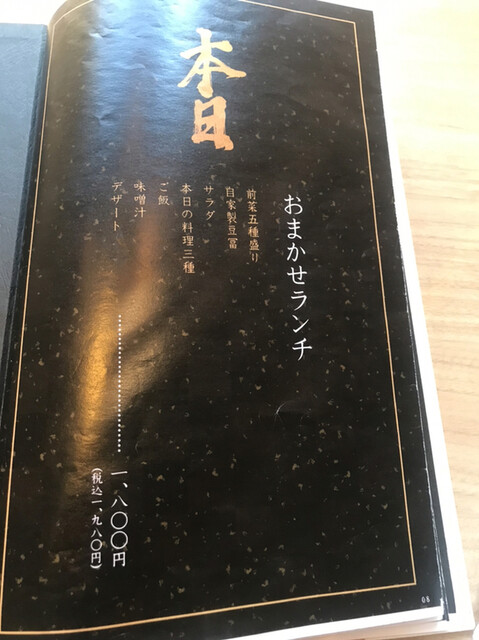 本日
おまかせランチ
前菜五種盛り
自家製豆冨
サラダ
本日の料理三種
ご飯
味噌汁
デザート
一、八〇〇円
(税込一、九八〇円)
08